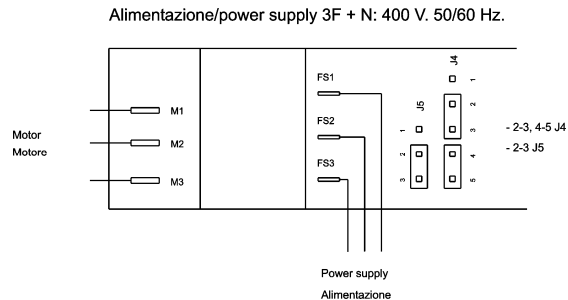 Alimentazione/power supply 3F + N: 400 V. 50/60 Hz.
J4
FS1
1
J5
2
M1
FS2
1
3
- 2-3, 4-5 J4
Motor
Motore
M2
- 2-3 J5
2
4
FS3
M3
3
5
Power supply
Alimentazione